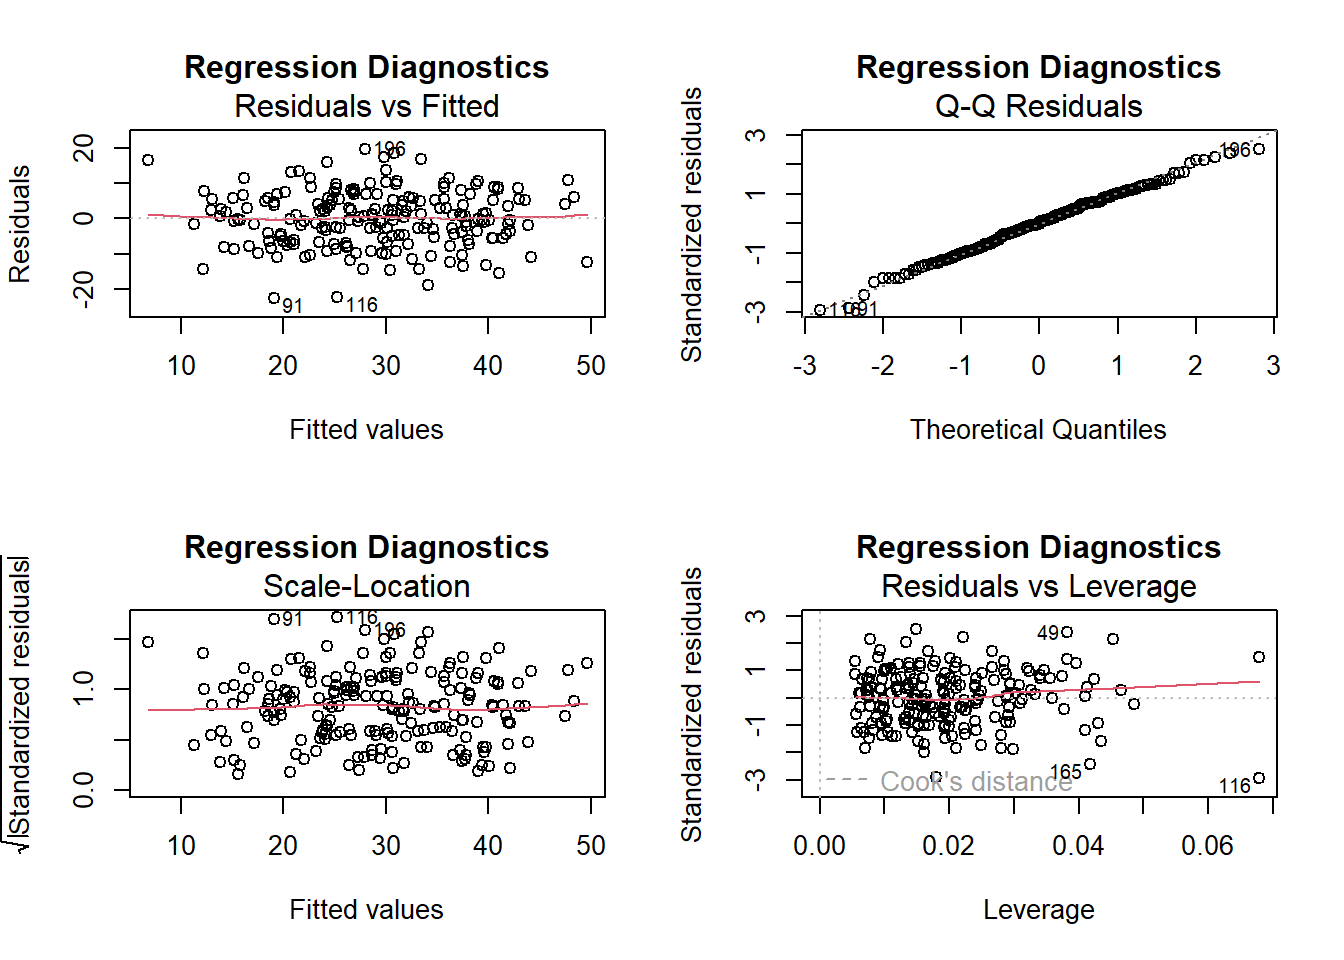 Regression Diagnostics
Residuals vs Fitted
Residuals
20
0
-20
196
91
116
10 20 30 40 50
Fitted values
Regression Diagnostics
Q-Q Residuals
Standardized residuals
3
1
-1
-3
196
116 91
-3 -2 -1 0 1 2 3
Theoretical Quantiles
Regression Diagnostics
Scale-Location
√|Standardized residuals|
1.0
0.0
91
116
196
10 20 30 40 50
Fitted values
Regression Diagnostics
Residuals vs Leverage
Standardized residuals
3
1
-1
-3
49
165
116
Cook's distance
0.00 0.02 0.04 0.06
Leverage